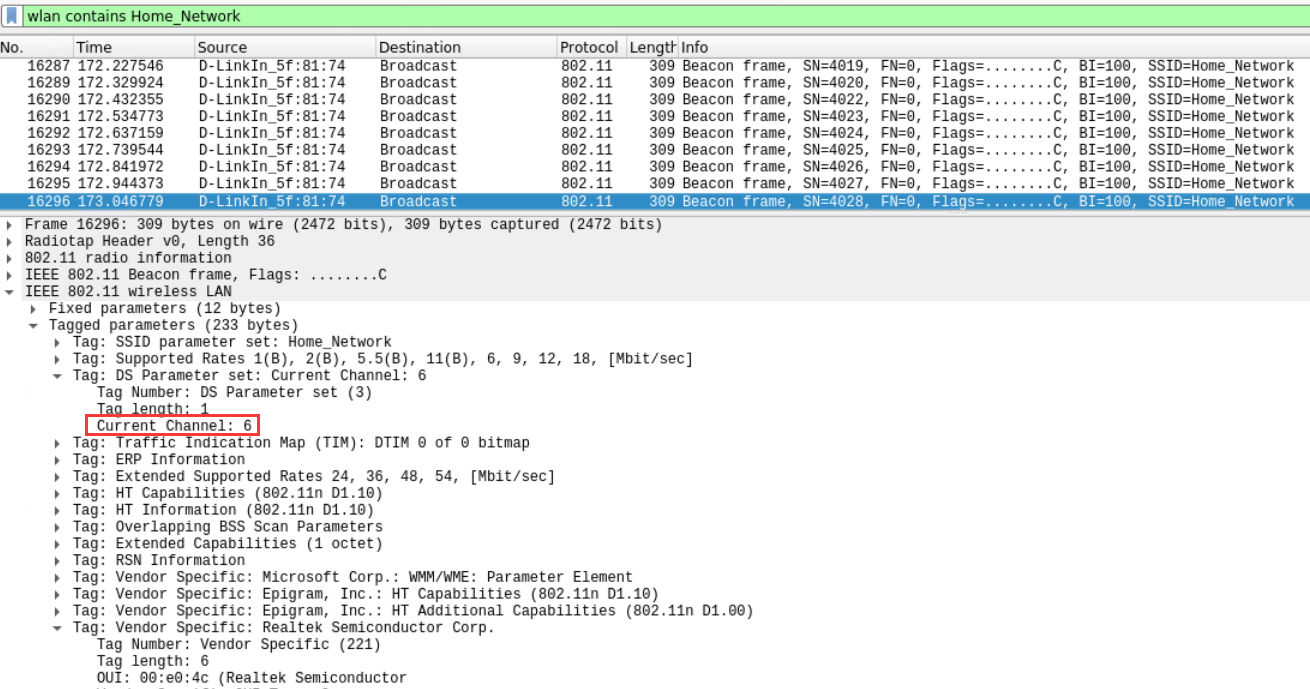 wlan contains Home_Network
No. Time Source Destination Protocol Length Info
16287 172.227546 D-LinkIn_5f:81:74 Broadcast 802.11 309 Beacon frame, SN=4019, FN=0, Flags=........C, BI=100, SSID=Home_Network
16289 172.329924 D-LinkIn_5f:81:74 Broadcast 802.11 309 Beacon frame, SN=4020, FN=0, Flags=........C, BI=100, SSID=Home_Network
16290 172.432355 D-LinkIn_5f:81:74 Broadcast 802.11 309 Beacon frame, SN=4022, FN=0, Flags=........C, BI=100, SSID=Home_Network
16291 172.534773 D-LinkIn_5f:81:74 Broadcast 802.11 309 Beacon frame, SN=4023, FN=0, Flags=........C, BI=100, SSID=Home_Network
16292 172.637159 D-LinkIn_5f:81:74 Broadcast 802.11 309 Beacon frame, SN=4024, FN=0, Flags=........C, BI=100, SSID=Home_Network
16293 172.739544 D-LinkIn_5f:81:74 Broadcast 802.11 309 Beacon frame, SN=4025, FN=0, Flags=........C, BI=100, SSID=Home_Network
16294 172.841972 D-LinkIn_5f:81:74 Broadcast 802.11 309 Beacon frame, SN=4026, FN=0, Flags=........C, BI=100, SSID=Home_Network
16295 172.944373 D-LinkIn_5f:81:74 Broadcast 802.11 309 Beacon frame, SN=4027, FN=0, Flags=........C, BI=100, SSID=Home_Network
16296 173.046779 D-LinkIn_5f:81:74 Broadcast 802.11 309 Beacon frame, SN=4028, FN=0, Flags=........C, BI=100, SSID=Home_Network
Frame 16296: 309 bytes on wire (2472 bits), 309 bytes captured (2472 bits)
Radiotap Header v0, Length 36
802.11 radio information
IEEE 802.11 Beacon frame, Flags: ........C
IEEE 802.11 wireless LAN
Fixed parameters (12 bytes)
Tagged parameters (233 bytes)
Tag: SSID parameter set: Home_Network
Tag: Supported Rates 1(B), 2(B), 5.5(B), 11(B), 6, 9, 12, 18, [Mbit/sec]
Tag: DS Parameter set: Current Channel: 6
Tag Number: DS Parameter set (3)
Tag length: 1
Current Channel: 6
Tag: Traffic Indication Map (TIM): DTIM 0 of 0 bitmap
Tag: ERP Information
Tag: Extended Supported Rates 24, 36, 48, 54, [Mbit/sec]
Tag: HT Capabilities (802.11n D1.10)
Tag: HT Information (802.11n D1.10)
Tag: Overlapping BSS Scan Parameters
Tag: Extended Capabilities (1 octet)
Tag: RSN Information
Tag: Vendor Specific: Microsoft Corp.: WMM/WME: Parameter Element
Tag: Vendor Specific: Epigram, Inc.: HT Capabilities (802.11n D1.10)
Tag: Vendor Specific: Epigram, Inc.: HT Additional Capabilities (802.11n D1.00)
Tag: Vendor Specific: Realtek Semiconductor Corp.
Tag Number: Vendor Specific (221)
Tag length: 6
OUI: 00:e0:4c (Realtek Semiconductor